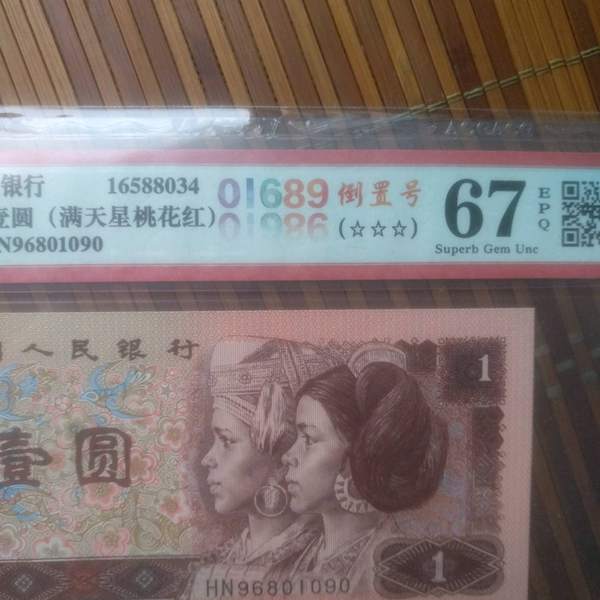 银行 16588034 01689 倒置号 67 EPQ
壹圆（满天星桃花红） (☆☆☆) Superb Gem Unc
N96801090
人民银行
1
壹圆
1
HN96801090